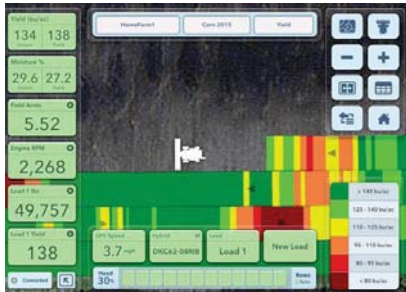 Yield (bu/ac)
134 138
HomeFarm1
Corn 2015
Yield
Moisture %
29.6 27.2
Field Acres
5.52
Engine RPM
2,268
Load 1 lbs
49,757
Load 1 Yield
138
GPS Speed
3.7 mph
Hybrid
DKC62-08RIB
Load
Load 1
New Load
> 140 bu/ac
125 - 140 bu/ac
110 - 125 bu/ac
95 - 110 bu/ac
80 - 95 bu/ac
< 80 bu/ac
Connected
Head
30%
Rows